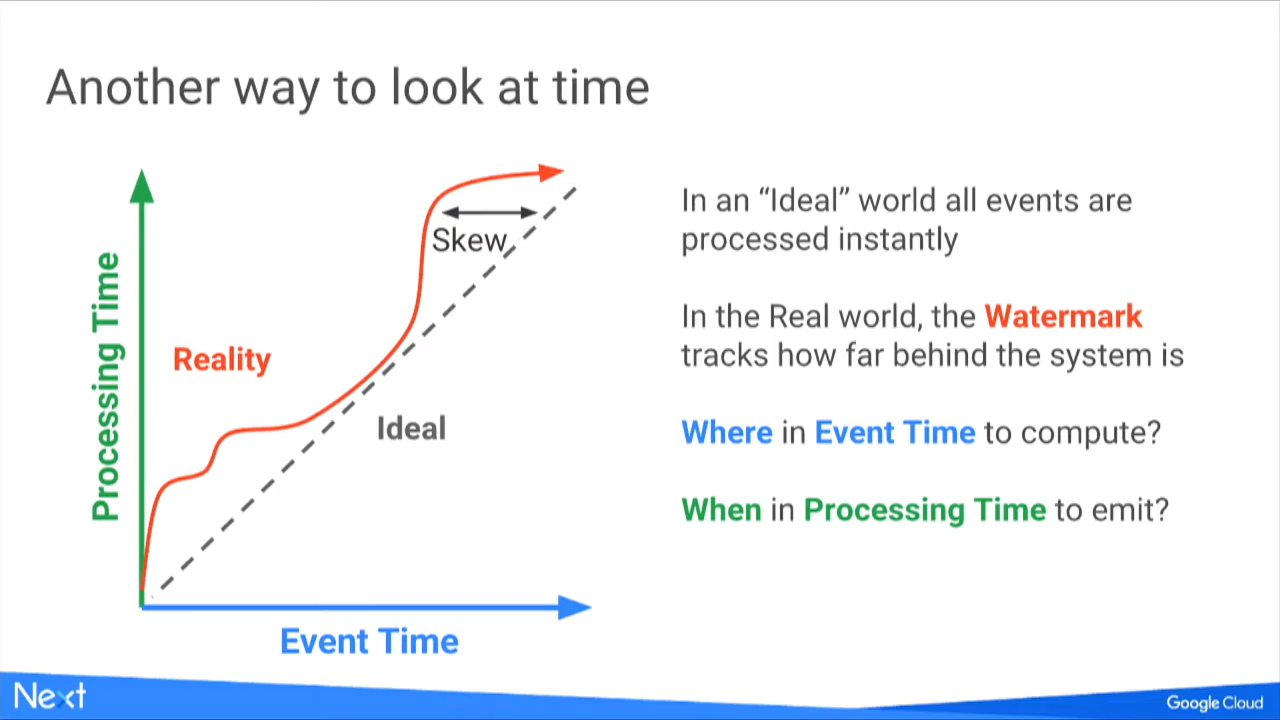 Another way to look at time
Processing Time
Skew
Reality
Ideal
Event Time
In an “Ideal” world all events are
processed instantly
In the Real world, the Watermark
tracks how far behind the system is
Where in Event Time to compute?
When in Processing Time to emit?
Next
Google Cloud